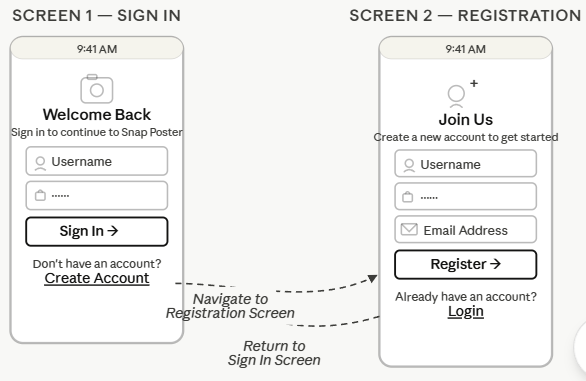 SCREEN 1 — SIGN IN
9:41 AM
Welcome Back
Sign in to continue to Snap Poster
Username
······
Sign In →
Don't have an account?
Create Account
Navigate to
Registration Screen
Return to
Sign In Screen
SCREEN 2 — REGISTRATION
9:41 AM
Join Us
Create a new account to get started
Username
······
Email Address
Register →
Already have an account?
Login